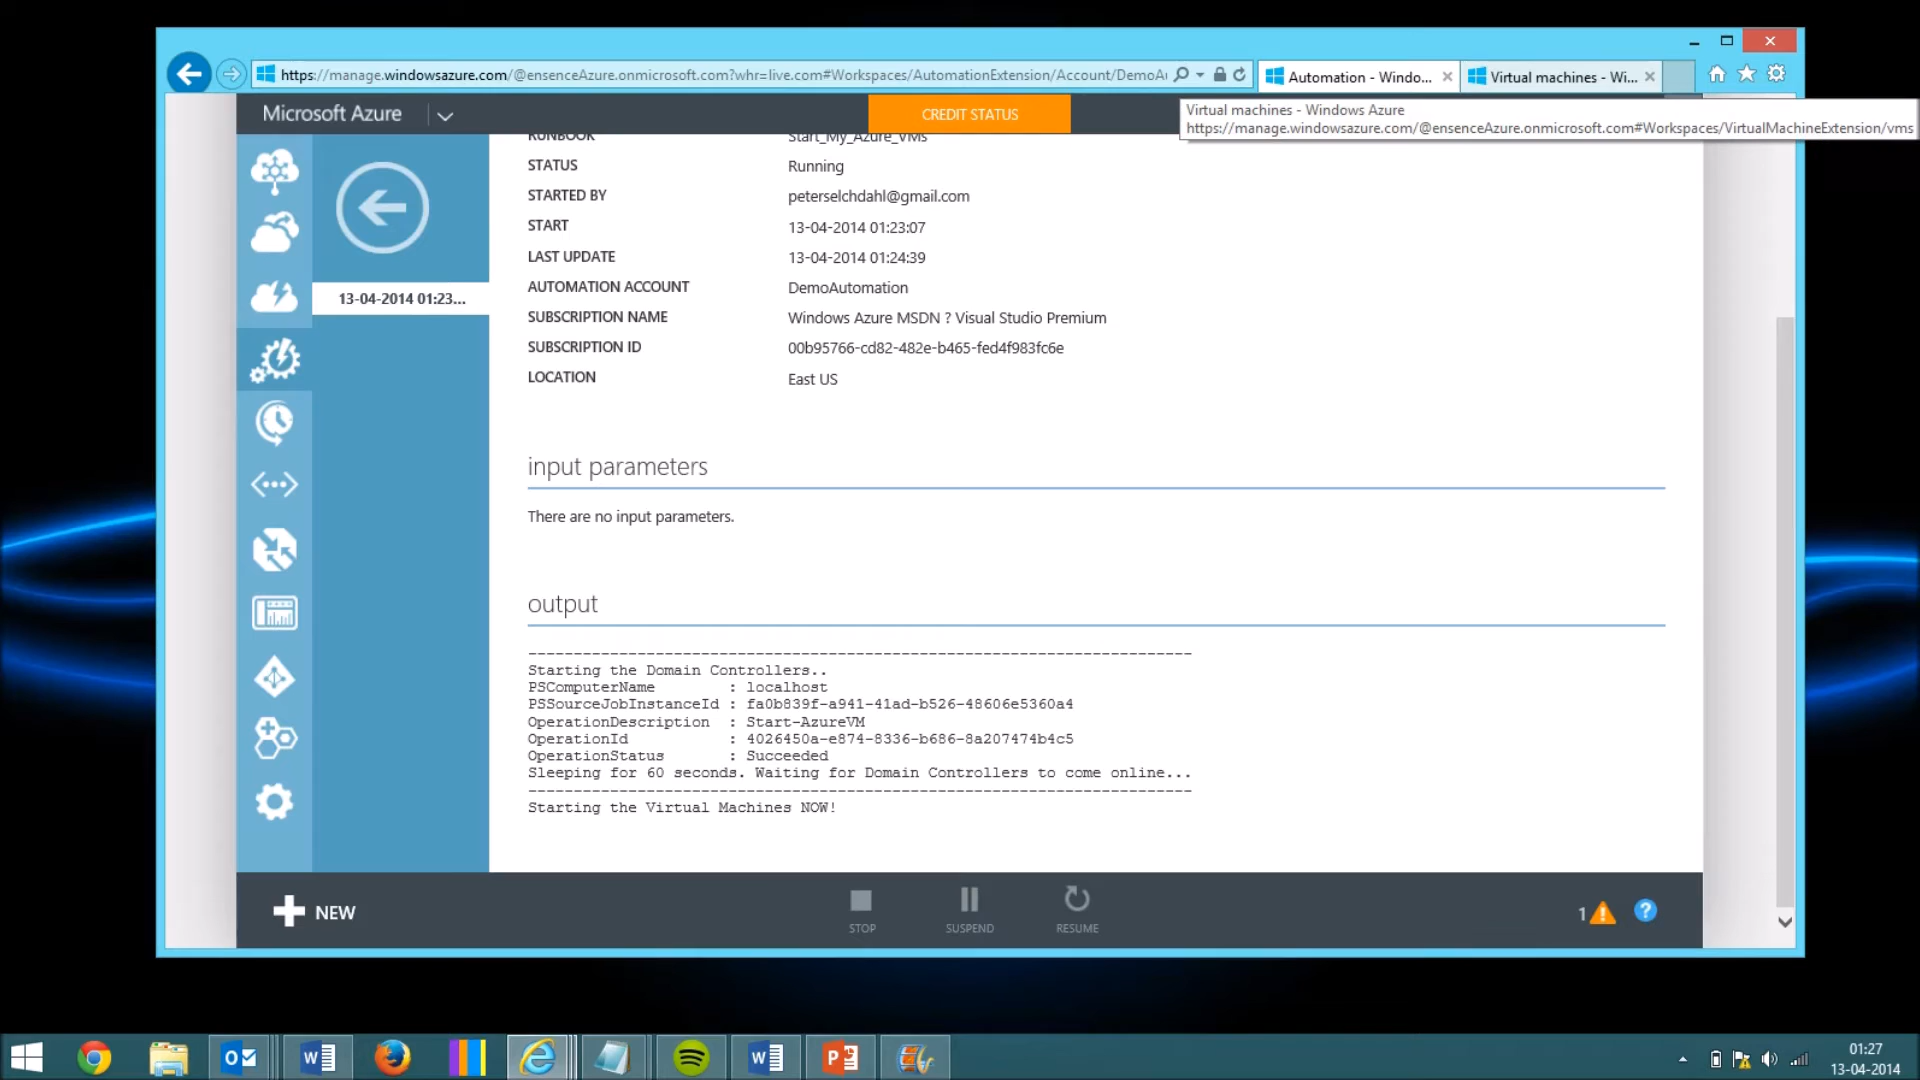 https://manage.windowsazure.com/@ensenceAzure.onmicrosoft.com?whr=live.com#Workspaces/AutomationExtension/Account/DemoAu
Automation - Windo...
Virtual machines - Wi...
Microsoft Azure
CREDIT STATUS
Virtual machines - Windows Azure
https://manage.windowsazure.com/@ensenceAzure.onmicrosoft.com#Workspaces/VirtualMachineExtension/vms
RUNBOOK Start_My_Azure_VMs
STATUS Running
STARTED BY peterselchdahl@gmail.com
START 13-04-2014 01:23:07
LAST UPDATE 13-04-2014 01:24:39
AUTOMATION ACCOUNT DemoAutomation
13-04-2014 01:23...
SUBSCRIPTION NAME Windows Azure MSDN ? Visual Studio Premium
SUBSCRIPTION ID 00b95766-cd82-482e-b465-fed4f983fc6e
LOCATION East US
input parameters
There are no input parameters.
output
-------------------------------------------------------------------------
Starting the Domain Controllers..
PSComputerName : localhost
PSSourceJobInstanceId : fa0b839f-a941-41ad-b526-48606e5360a4
OperationDescription : Start-AzureVM
OperationId : 4026450a-e874-8336-b686-8a207474b4c5
OperationStatus : Succeeded
Sleeping for 60 seconds. Waiting for Domain Controllers to come online...
-------------------------------------------------------------------------
Starting the Virtual Machines NOW!
NEW
STOP
SUSPEND
RESUME
1
01:27
13-04-2014